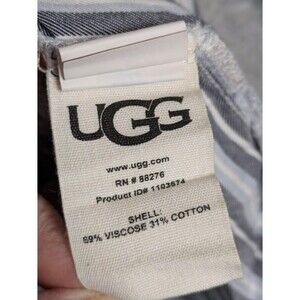 UGG
www.ugg.com
RN # 88276
Product ID# 1103674
SHELL:
69% VISCOSE 31% COTTON